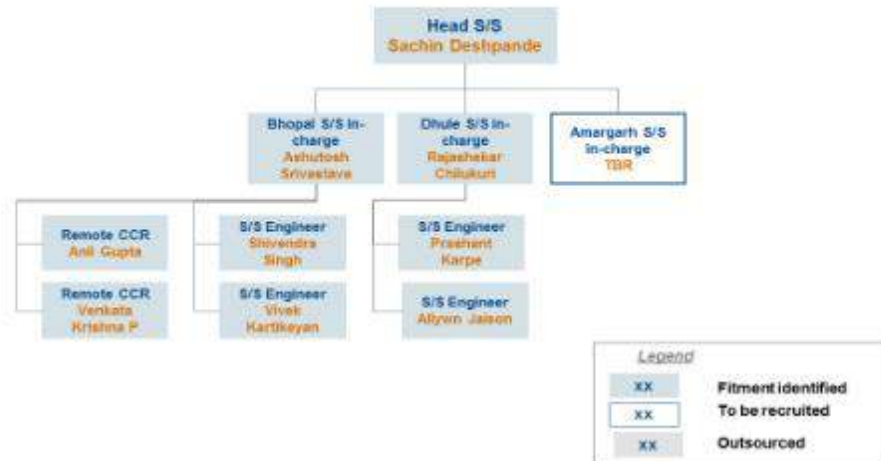 Head S/S
Sachin Deshpande
Bhopal S/S in-
charge
Ashutosh
Srivastava
Dhule S/S in-
charge
Rajashekar
Chilukuri
Amargarh S/S
in-charge
TBR
Remote CCR
Anil Gupta
S/S Engineer
Shivendra
Singh
S/S Engineer
Prashant
Karpe
Remote CCR
Venkata
Krishna P
S/S Engineer
Vivek
Kartikeyan
S/S Engineer
Allywn Jaison
Legend
XX
Fitment identified
XX
To be recruited
XX
Outsourced